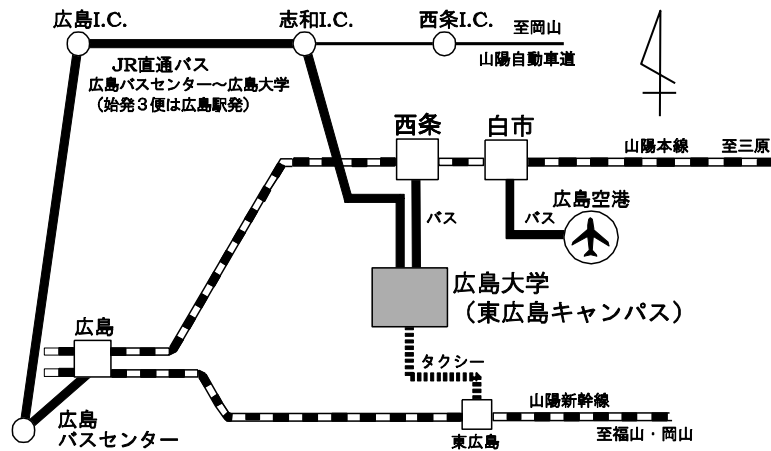 広島I.C.
志和I.C.
西条I.C.
至岡山
山陽自動車道
JR直通バス
広島バスセンター～広島大学
（始発３便は広島駅発）
西条
白市
山陽本線
至三原
バス
バス
広島空港
広島大学
（東広島キャンパス）
広島
タクシー
山陽新幹線
至福山・岡山
東広島
広島
バスセンター